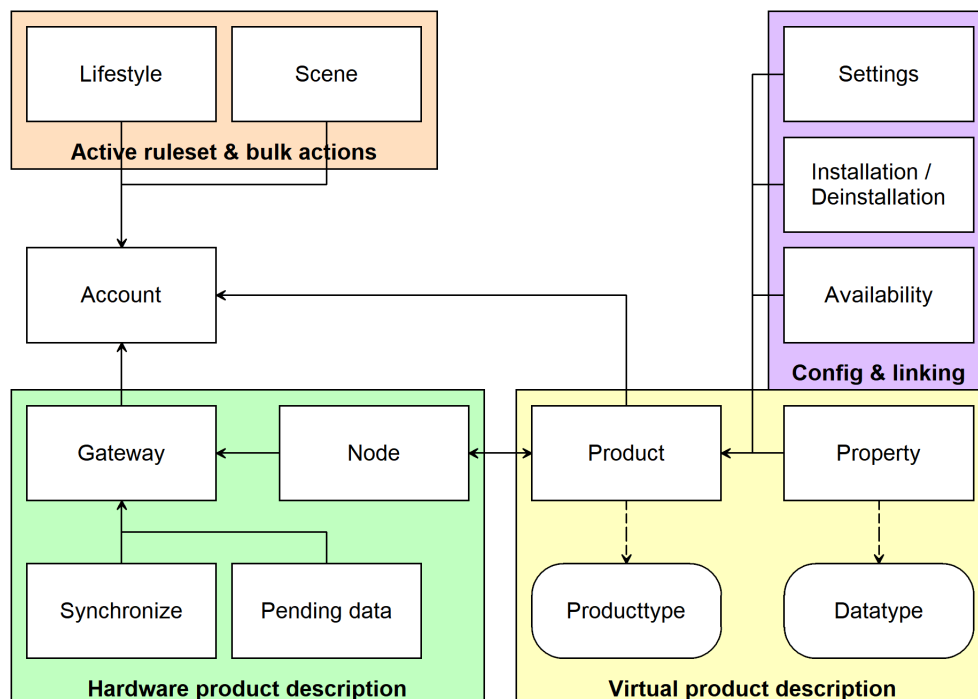 Lifestyle
Scene
Active ruleset & bulk actions
Settings
Installation /
Deinstallation
Availability
Config & linking
Account
Gateway
Node
Synchronize
Pending data
Hardware product description
Product
Property
Producttype
Datatype
Virtual product description